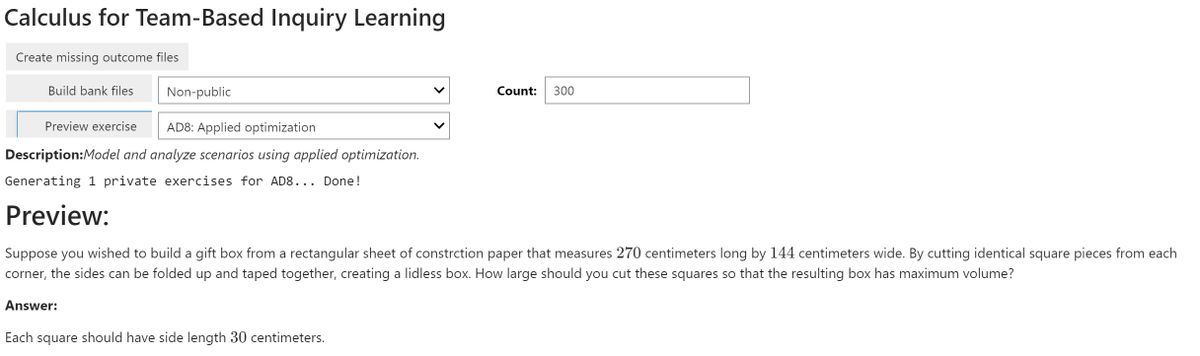 Calculus for Team-Based Inquiry Learning
Create missing outcome files
Build bank files Non-public Count: 300
Preview exercise AD8: Applied optimization
Description:Model and analyze scenarios using applied optimization.
Generating 1 private exercises for AD8... Done!
Preview:
Suppose you wished to build a gift box from a rectangular sheet of constrction paper that measures 270 centimeters long by 144 centimeters wide. By cutting identical square pieces from each
corner, the sides can be folded up and taped together, creating a lidless box. How large should you cut these squares so that the resulting box has maximum volume?
Answer:
Each square should have side length 30 centimeters.